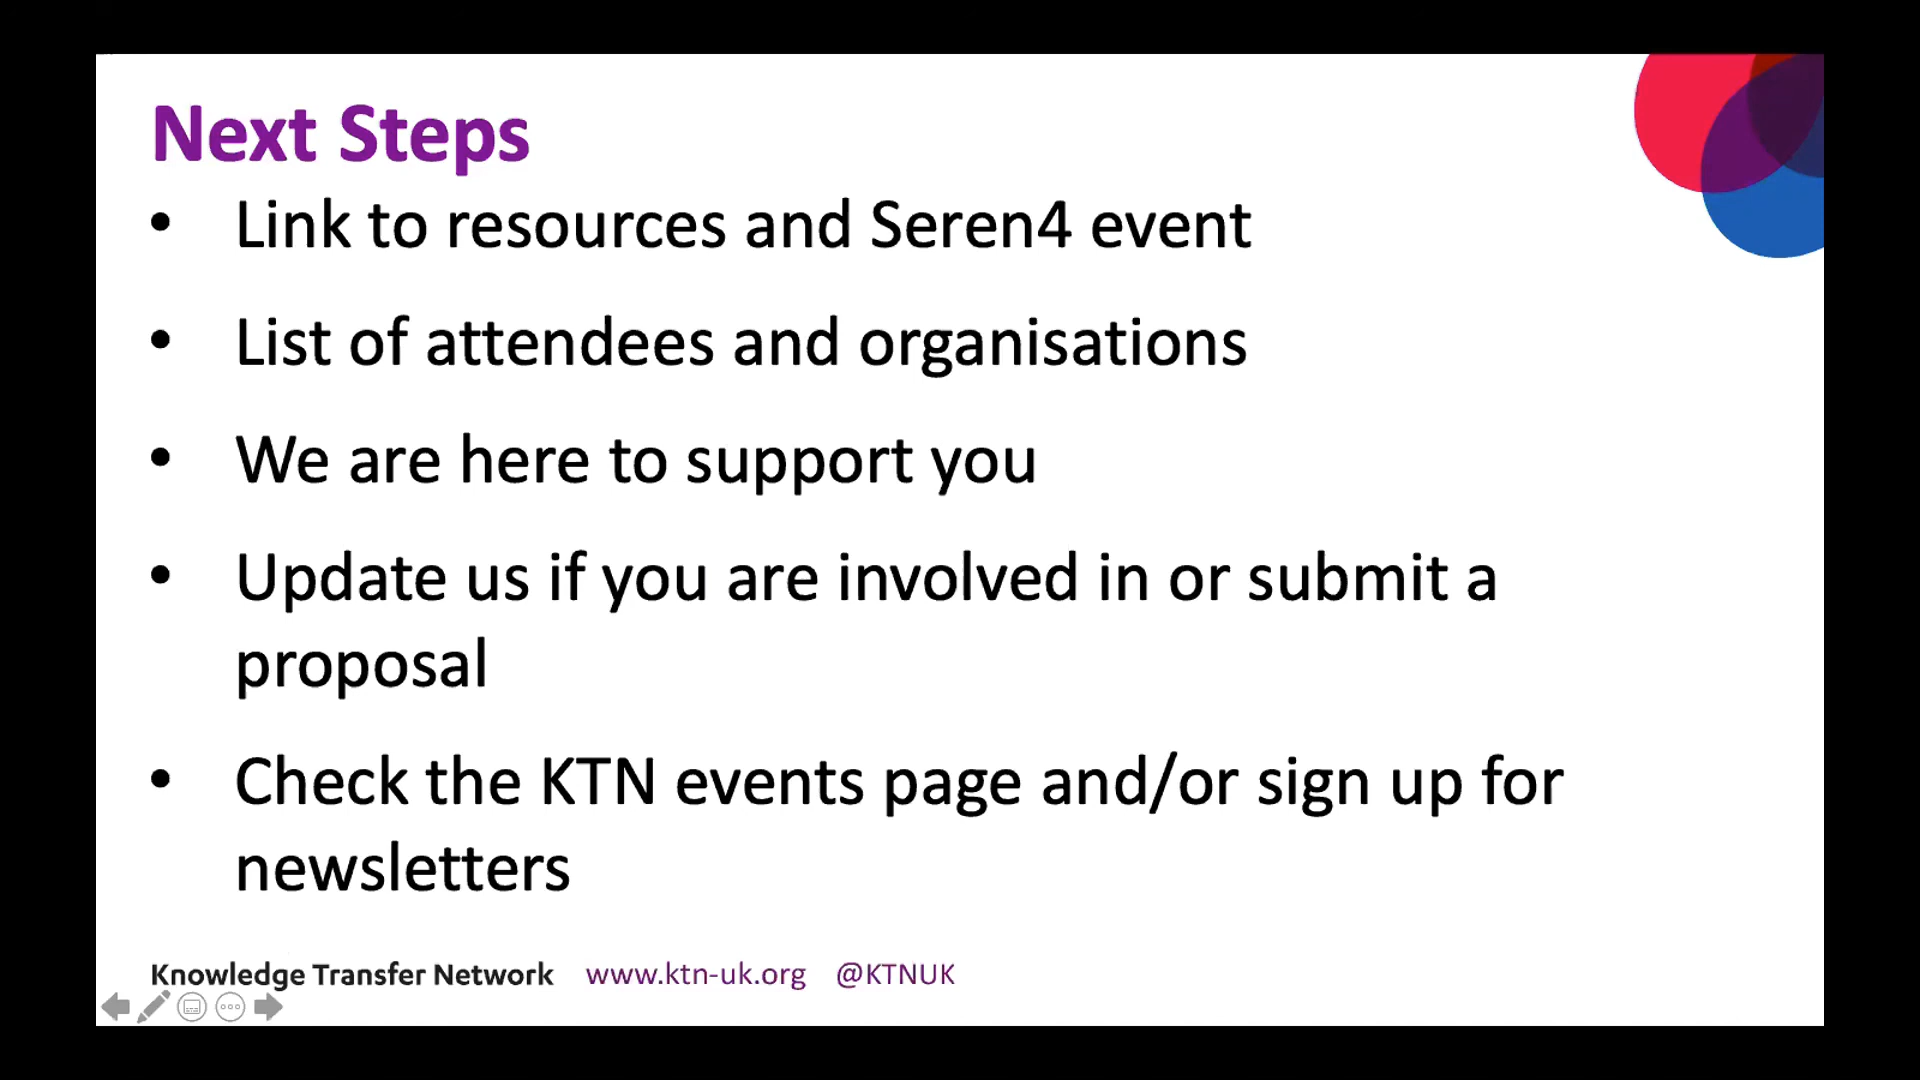 Next Steps
• Link to resources and Seren4 event
• List of attendees and organisations
• We are here to support you
• Update us if you are involved in or submit a
proposal
• Check the KTN events page and/or sign up for
newsletters
Knowledge Transfer Network www.ktn-uk.org @KTNUK